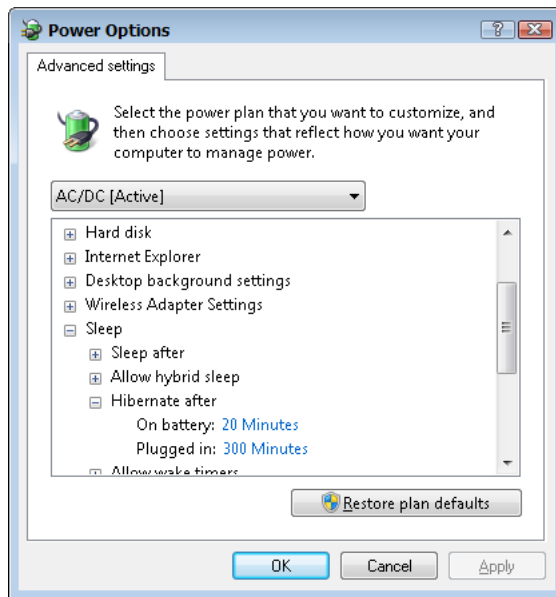 Power Options
Advanced settings
Select the power plan that you want to customize, and
then choose settings that reflect how you want your
computer to manage power.
AC/DC [Active]
Hard disk
Internet Explorer
Desktop background settings
Wireless Adapter Settings
Sleep
Sleep after
Allow hybrid sleep
Hibernate after
On battery: 20 Minutes
Plugged in: 300 Minutes
Allow wake timers
Restore plan defaults
OK Cancel Apply